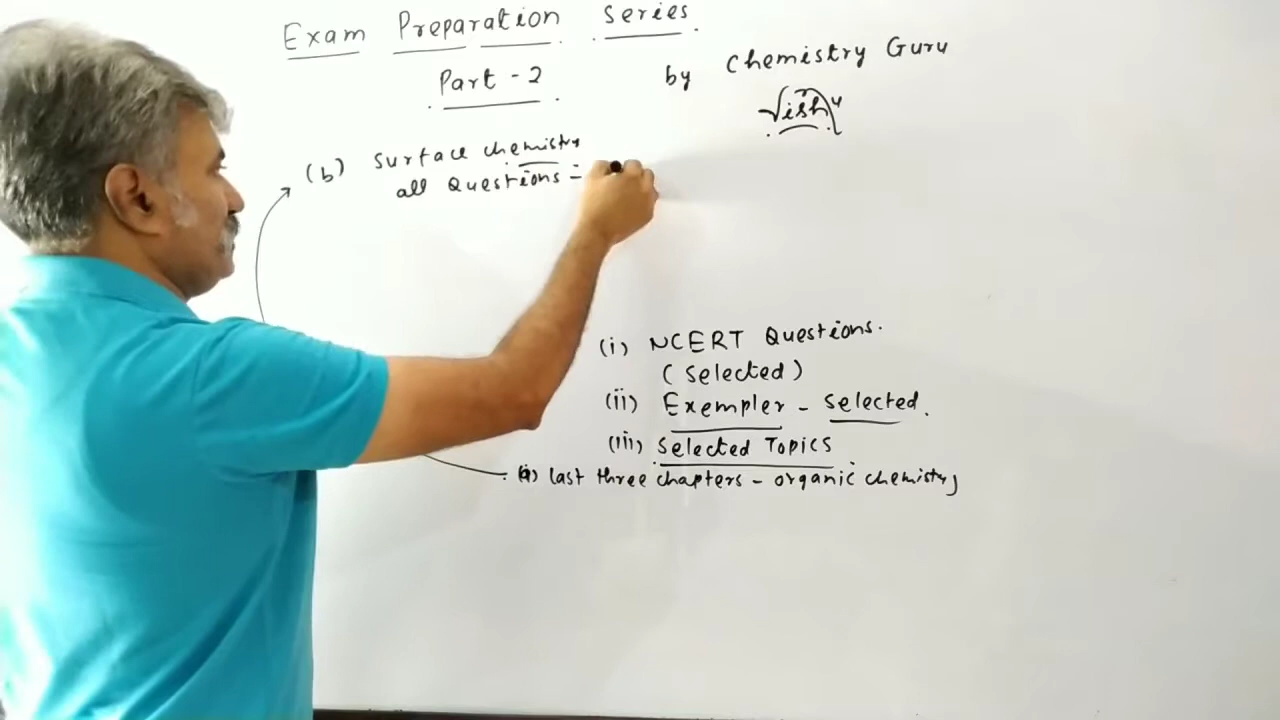 Exam Preparation Series
Part - 2
by Chemistry Guru
Vishy
(b) Surface chemistry
all Questions =
(i) NCERT Questions.
(Selected)
(ii) Exempler - Selected.
(iii) Selected Topics
(a) last three chapters - organic chemistry